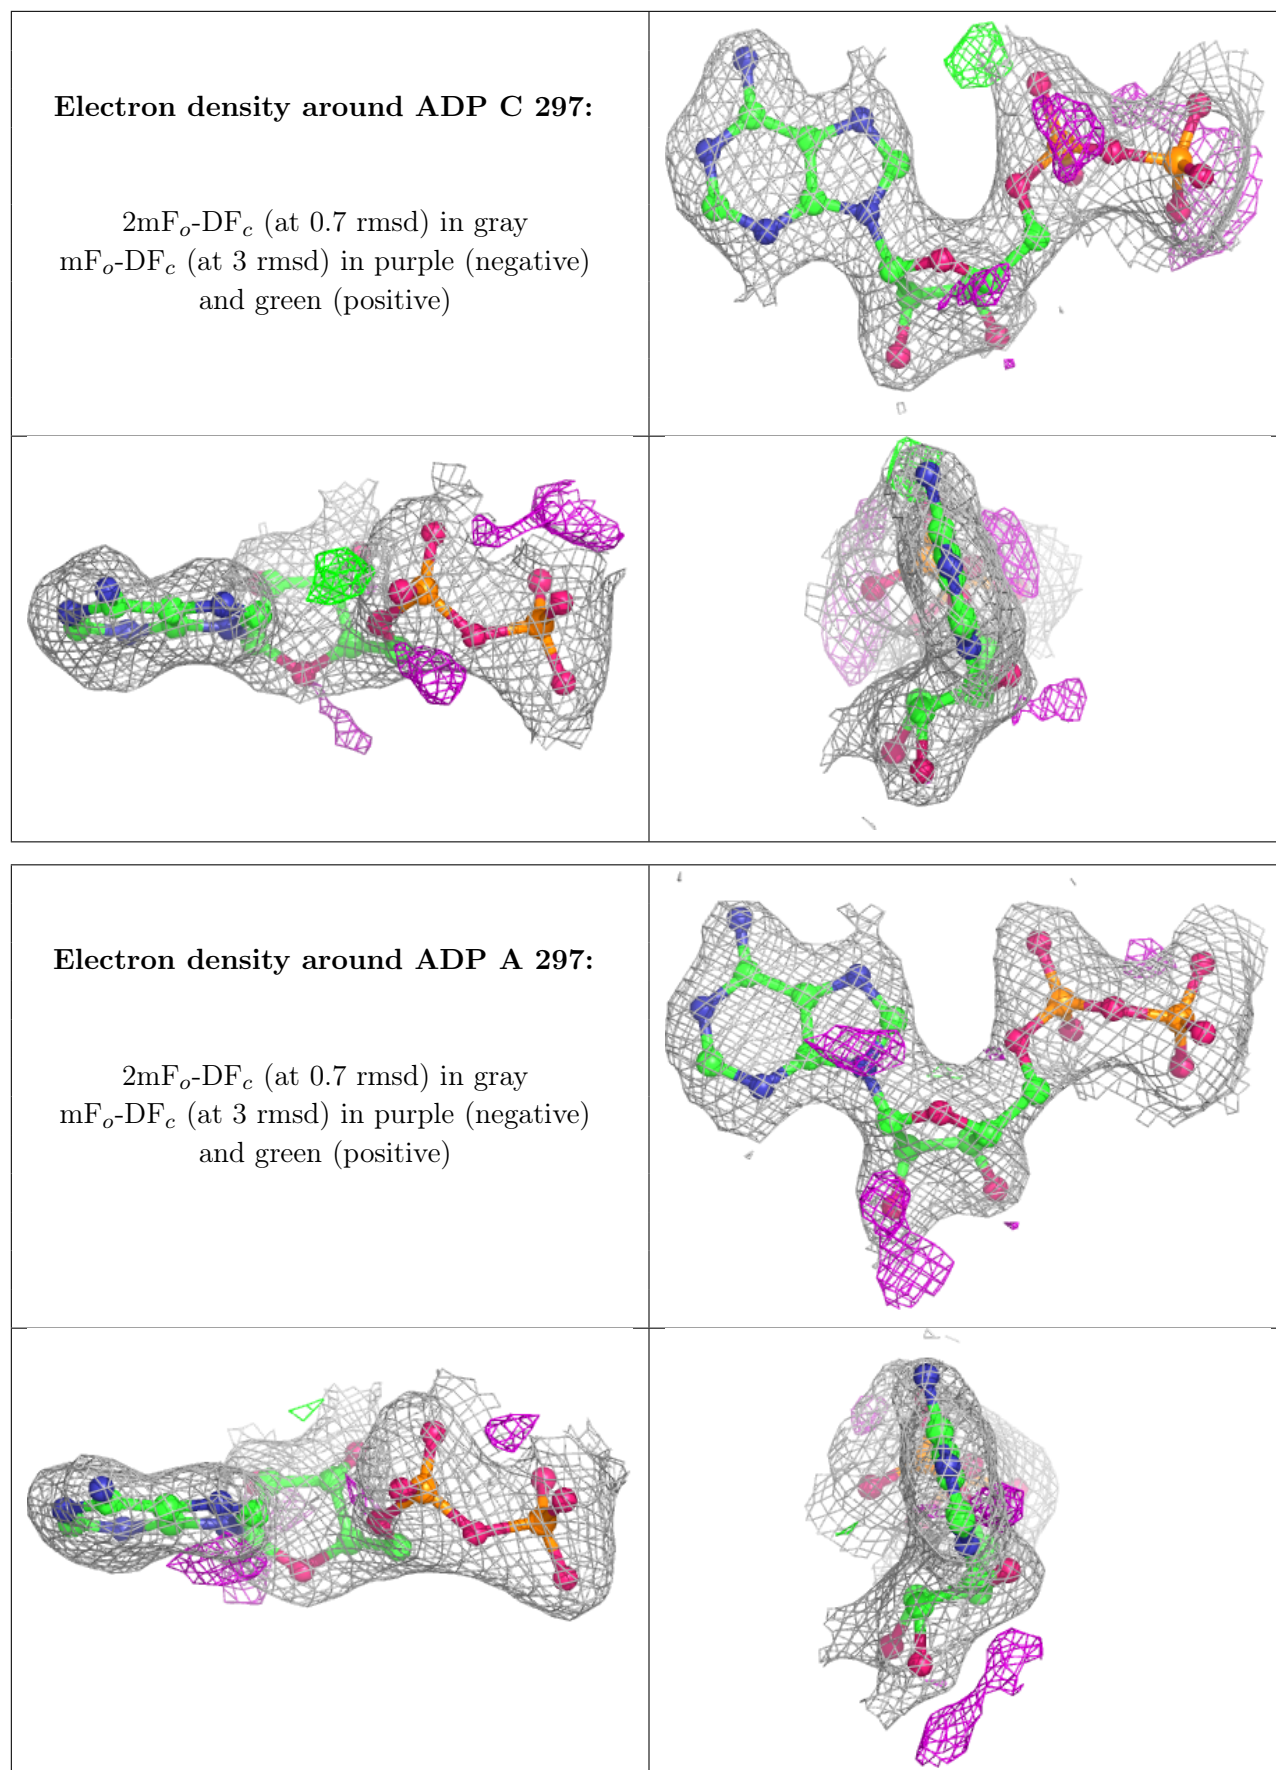 Electron density around ADP C 297:
2mFₒ-DF𝒸 (at 0.7 rmsd) in gray
mFₒ-DF𝒸 (at 3 rmsd) in purple (negative)
and green (positive)
Electron density around ADP A 297:
2mFₒ-DF𝒸 (at 0.7 rmsd) in gray
mFₒ-DF𝒸 (at 3 rmsd) in purple (negative)
and green (positive)